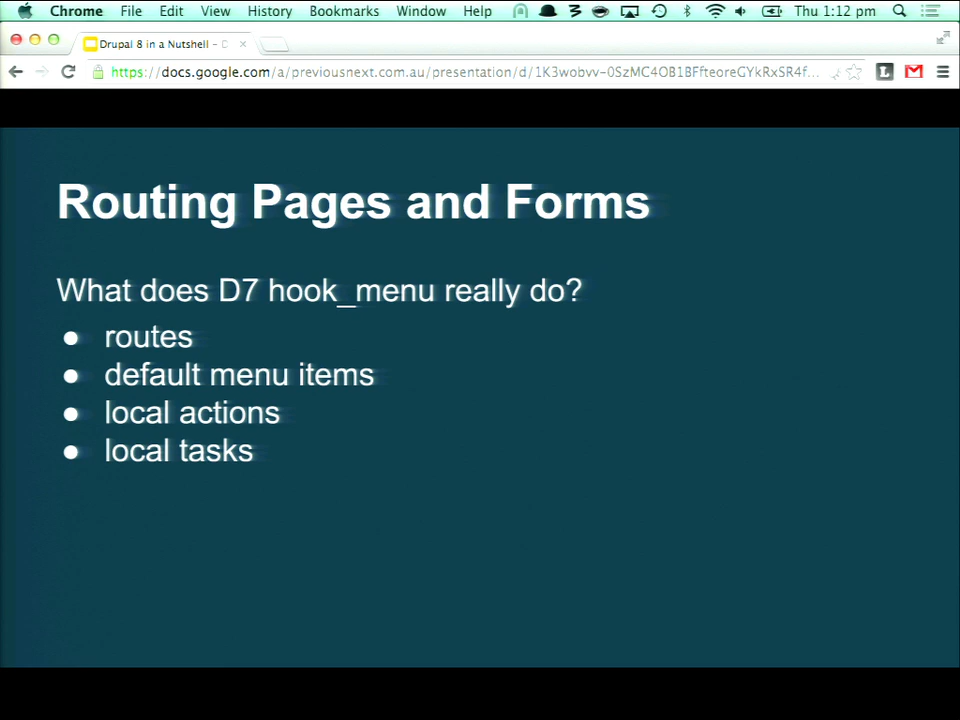 Chrome File Edit View History Bookmarks Window Help Thu 1:12 pm
Drupal 8 in a Nutshell -
https://docs.google.com/a/previousnext.com.au/presentation/d/1K3wobvv-0SzMC4OB1BFfteoreGYkRxSR4f...
Routing Pages and Forms
What does D7 hook_menu really do?
● routes
● default menu items
● local actions
● local tasks